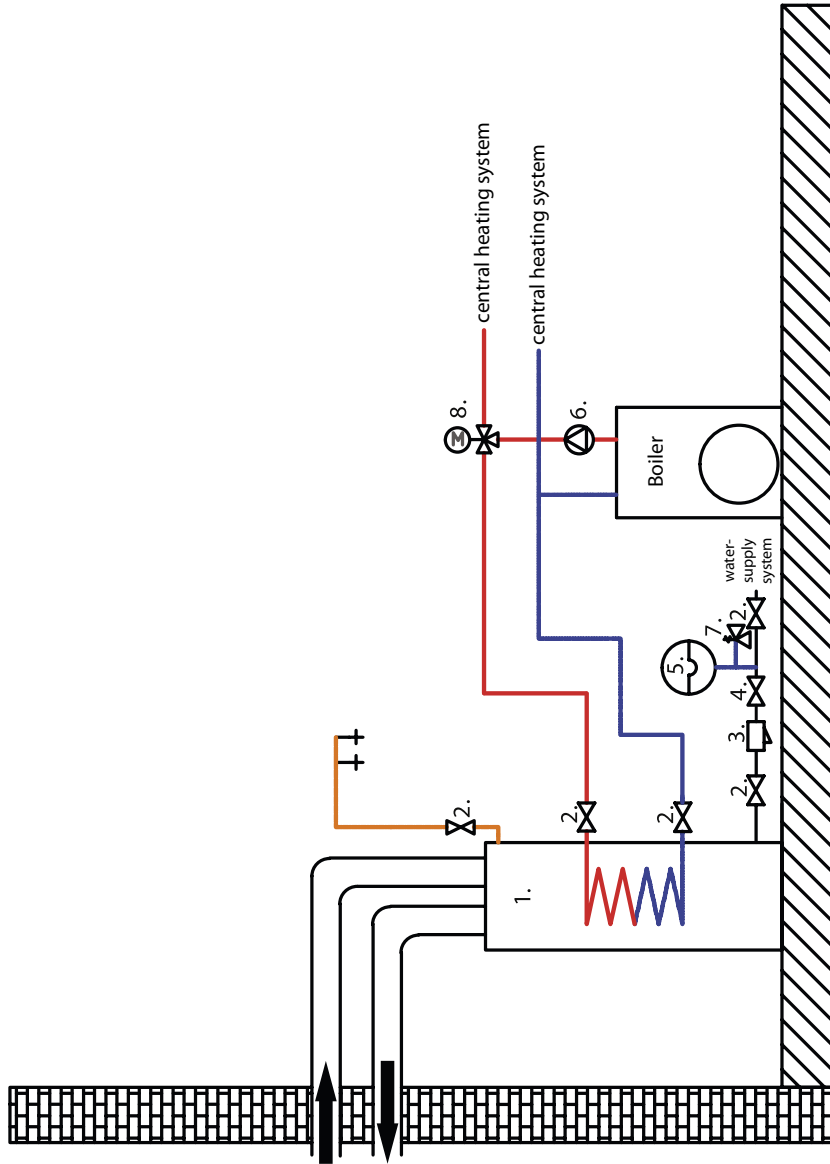 central heating system
central heating system
8.
M
6.
Boiler
water-
supply
system
2.
7.
5.
4.
3.
2.
2.
2.
2.
1.